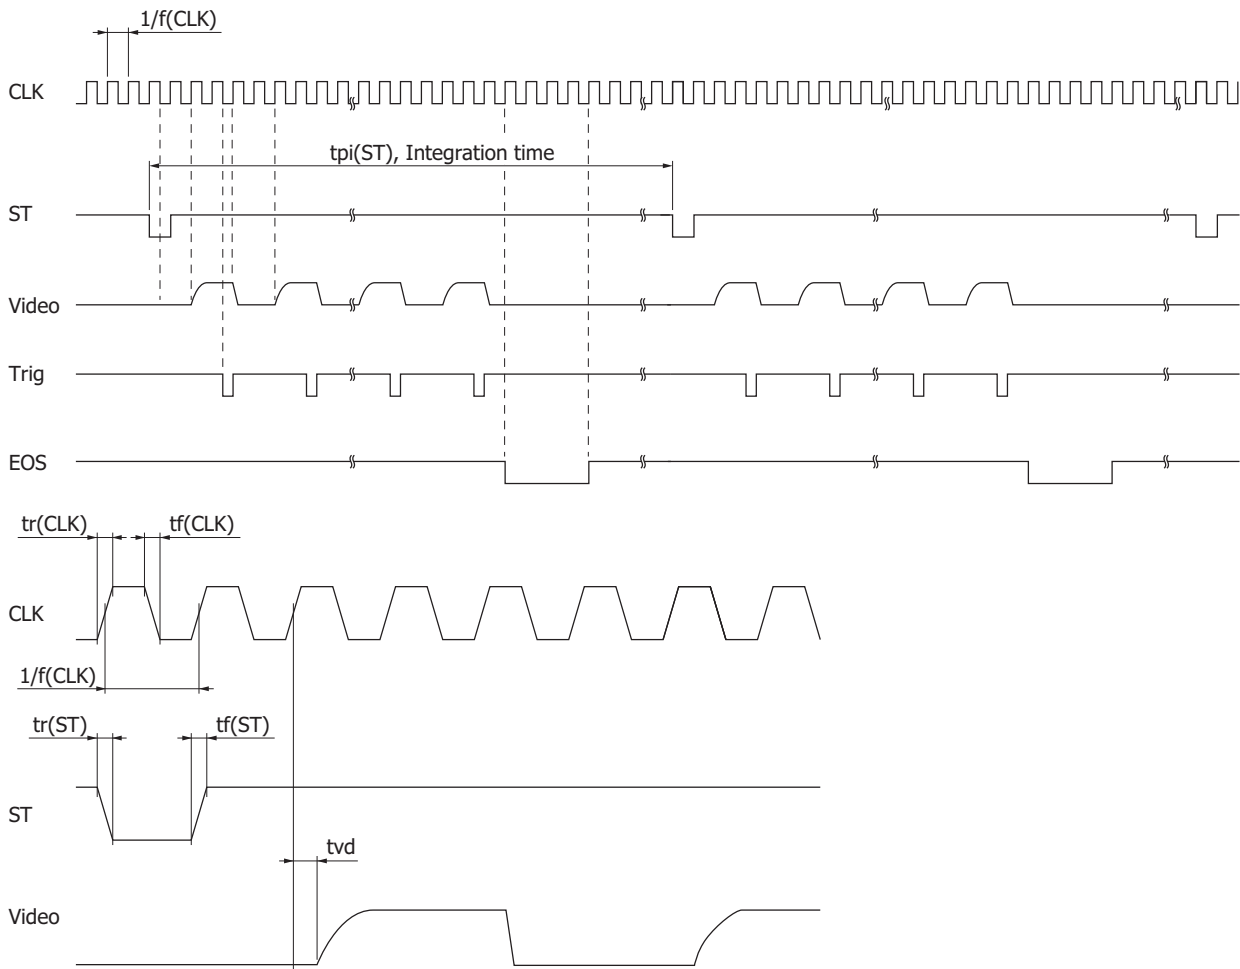 1/f(CLK)
CLK
tpi(ST), Integration time
ST
Video
Trig
EOS
tr(CLK) tf(CLK)
CLK
1/f(CLK)
tr(ST) tf(ST)
ST
tvd
Video